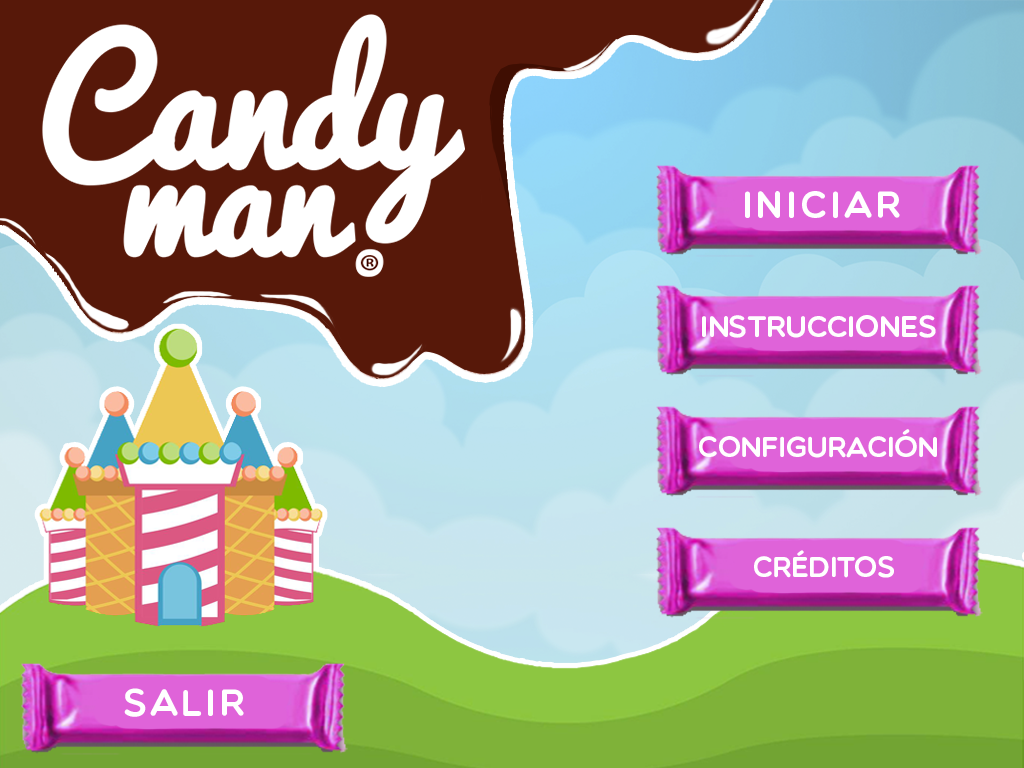 Candy
man®
INICIAR
INSTRUCCIONES
CONFIGURACIÓN
CRÉDITOS
SALIR